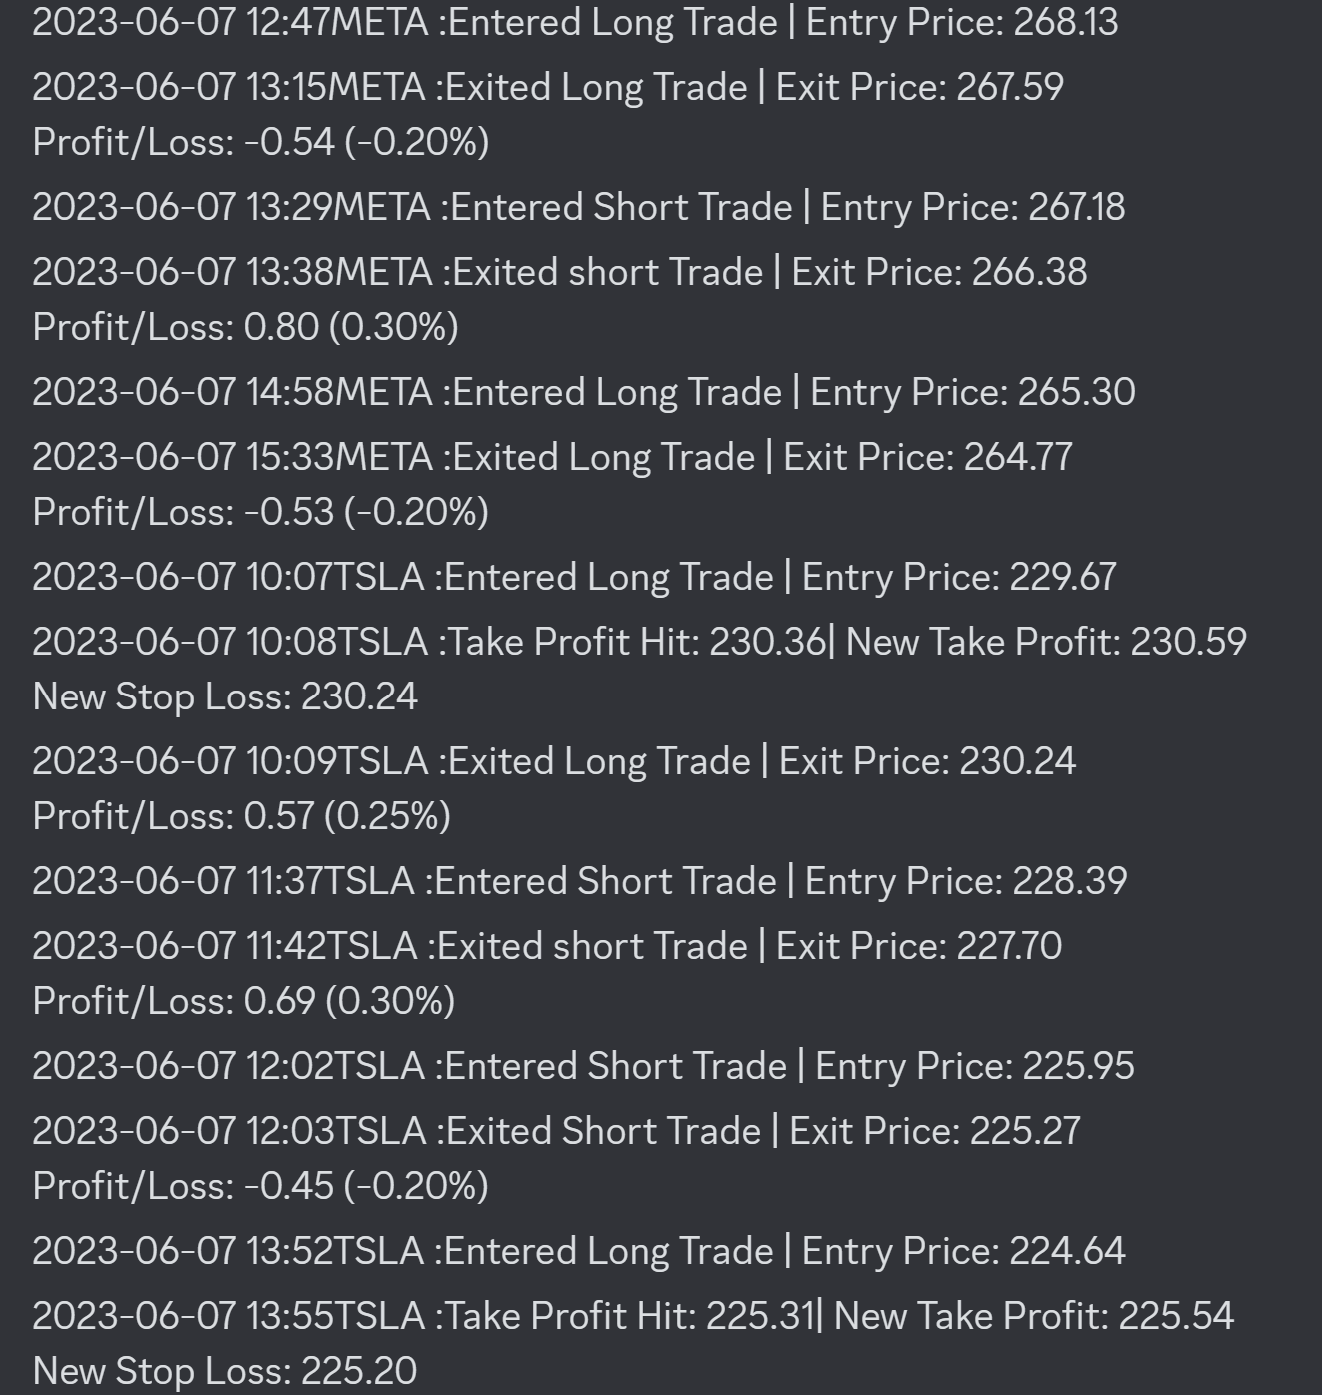 2023-06-07 12:47META :Entered Long Trade | Entry Price: 268.13
2023-06-07 13:15META :Exited Long Trade | Exit Price: 267.59
Profit/Loss: -0.54 (-0.20%)
2023-06-07 13:29META :Entered Short Trade | Entry Price: 267.18
2023-06-07 13:38META :Exited short Trade | Exit Price: 266.38
Profit/Loss: 0.80 (0.30%)
2023-06-07 14:58META :Entered Long Trade | Entry Price: 265.30
2023-06-07 15:33META :Exited Long Trade | Exit Price: 264.77
Profit/Loss: -0.53 (-0.20%)
2023-06-07 10:07TSLA :Entered Long Trade | Entry Price: 229.67
2023-06-07 10:08TSLA :Take Profit Hit: 230.36| New Take Profit: 230.59
New Stop Loss: 230.24
2023-06-07 10:09TSLA :Exited Long Trade | Exit Price: 230.24
Profit/Loss: 0.57 (0.25%)
2023-06-07 11:37TSLA :Entered Short Trade | Entry Price: 228.39
2023-06-07 11:42TSLA :Exited short Trade | Exit Price: 227.70
Profit/Loss: 0.69 (0.30%)
2023-06-07 12:02TSLA :Entered Short Trade | Entry Price: 225.95
2023-06-07 12:03TSLA :Exited Short Trade | Exit Price: 225.27
Profit/Loss: -0.45 (-0.20%)
2023-06-07 13:52TSLA :Entered Long Trade | Entry Price: 224.64
2023-06-07 13:55TSLA :Take Profit Hit: 225.31| New Take Profit: 225.54
New Stop Loss: 225.20